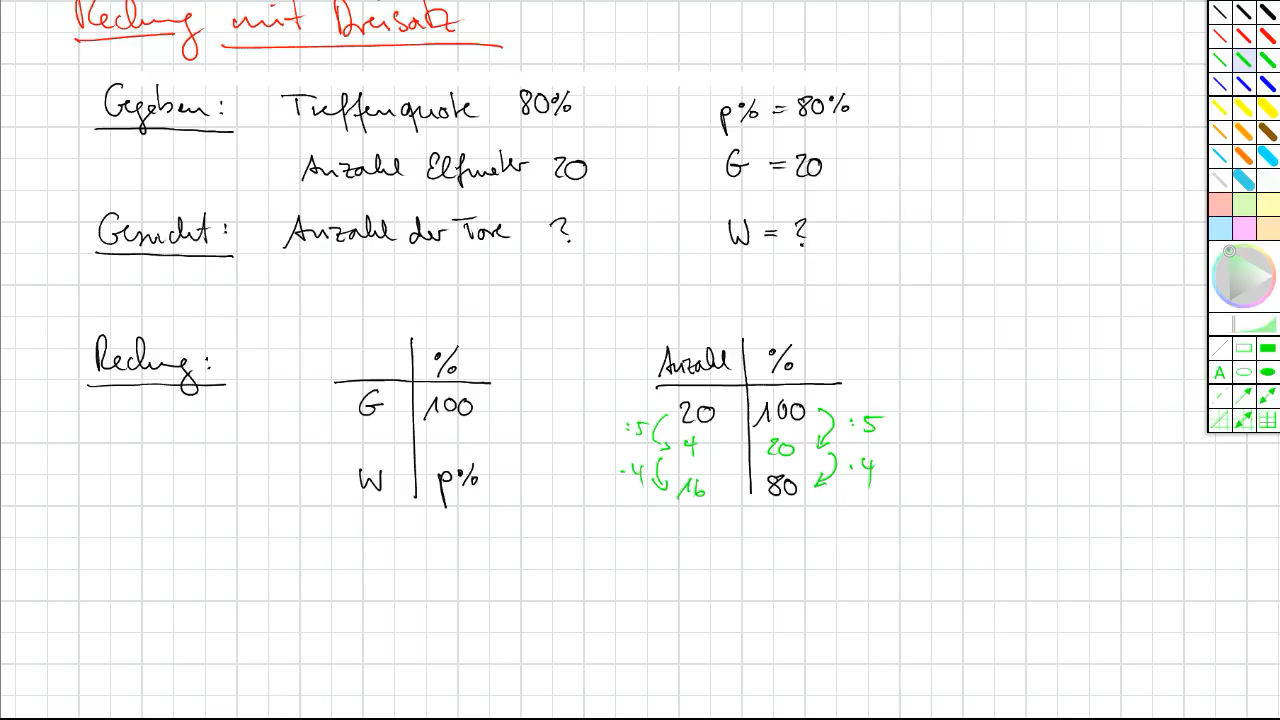 Rechnung mit Dreisatz
Gegeben: Treffenquote 80% p% = 80%
Anzahl Elfmeter 20 G = 20
Gesucht: Anzahl der Tore ? W = ?
Rechnung: % Anzahl %
G 100 20 100
:5 4 20 :5
·4 16 80 ·4
W p%
A